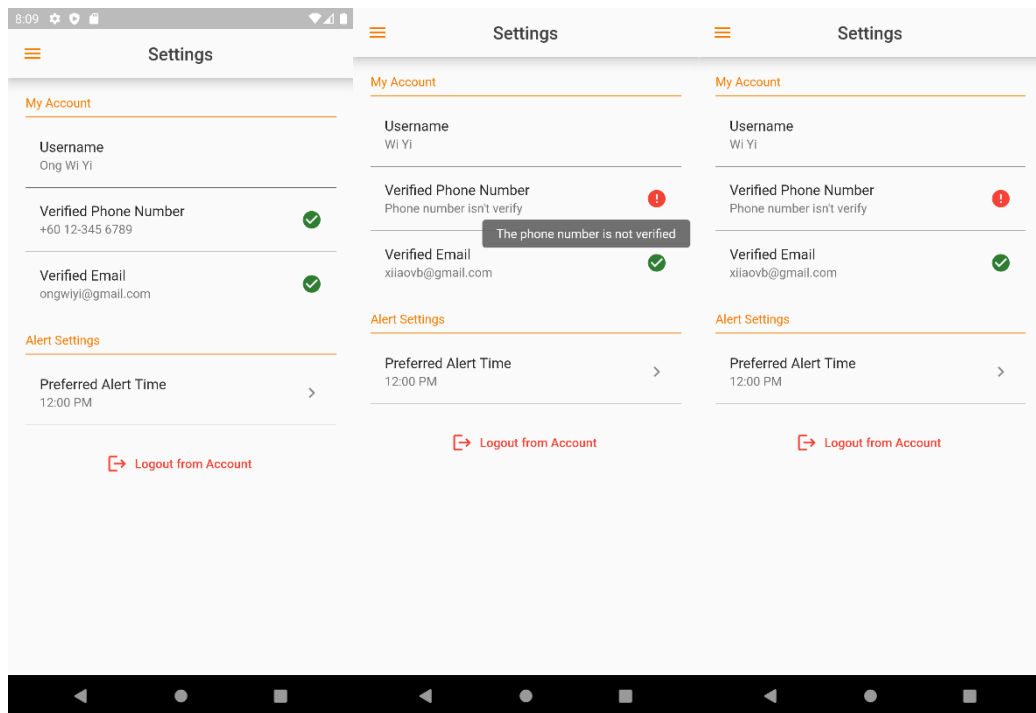 8:09
Settings
My Account
Username
Ong Wi Yi
Verified Phone Number
+60 12-345 6789
Verified Email
ongwiyi@gmail.com
Alert Settings
Preferred Alert Time
12:00 PM
Logout from Account
Settings
My Account
Username
Wi Yi
Verified Phone Number
Phone number isn't verify
The phone number is not verified
Verified Email
xiiaovb@gmail.com
Alert Settings
Preferred Alert Time
12:00 PM
Logout from Account
Settings
My Account
Username
Wi Yi
Verified Phone Number
Phone number isn't verify
Verified Email
xiiaovb@gmail.com
Alert Settings
Preferred Alert Time
12:00 PM
Logout from Account